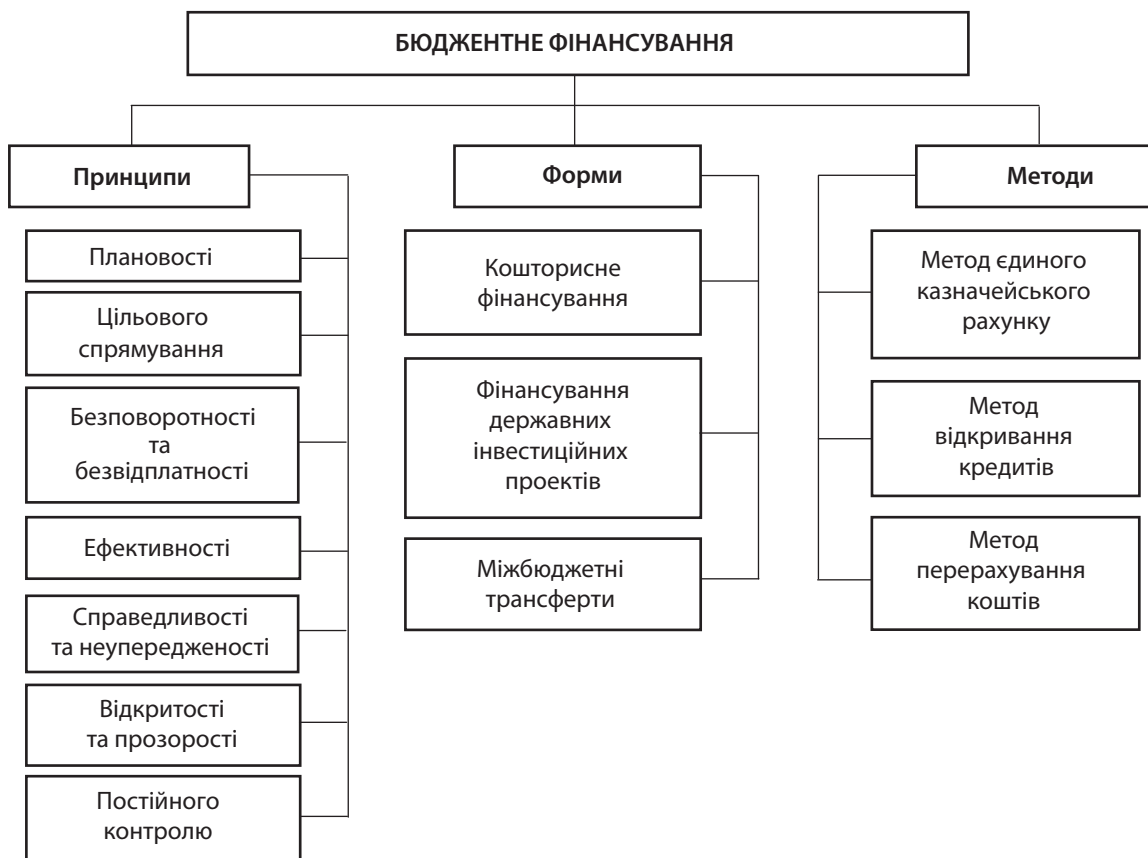 БЮДЖЕНТНЕ ФІНАНСУВАННЯ
Принципи
Плановості
Цільового
спрямування
Безповоротності
та
безвідплатності
Ефективності
Справедливості
та неупередженості
Відкритості
та прозорості
Постійного
контролю
Форми
Кошторисне
фінансування
Фінансування
державних
інвестиційних
проектів
Міжбюджетні
трансферти
Методи
Метод єдиного
казначейського
рахунку
Метод
відкривання
кредитів
Метод
перерахування
коштів